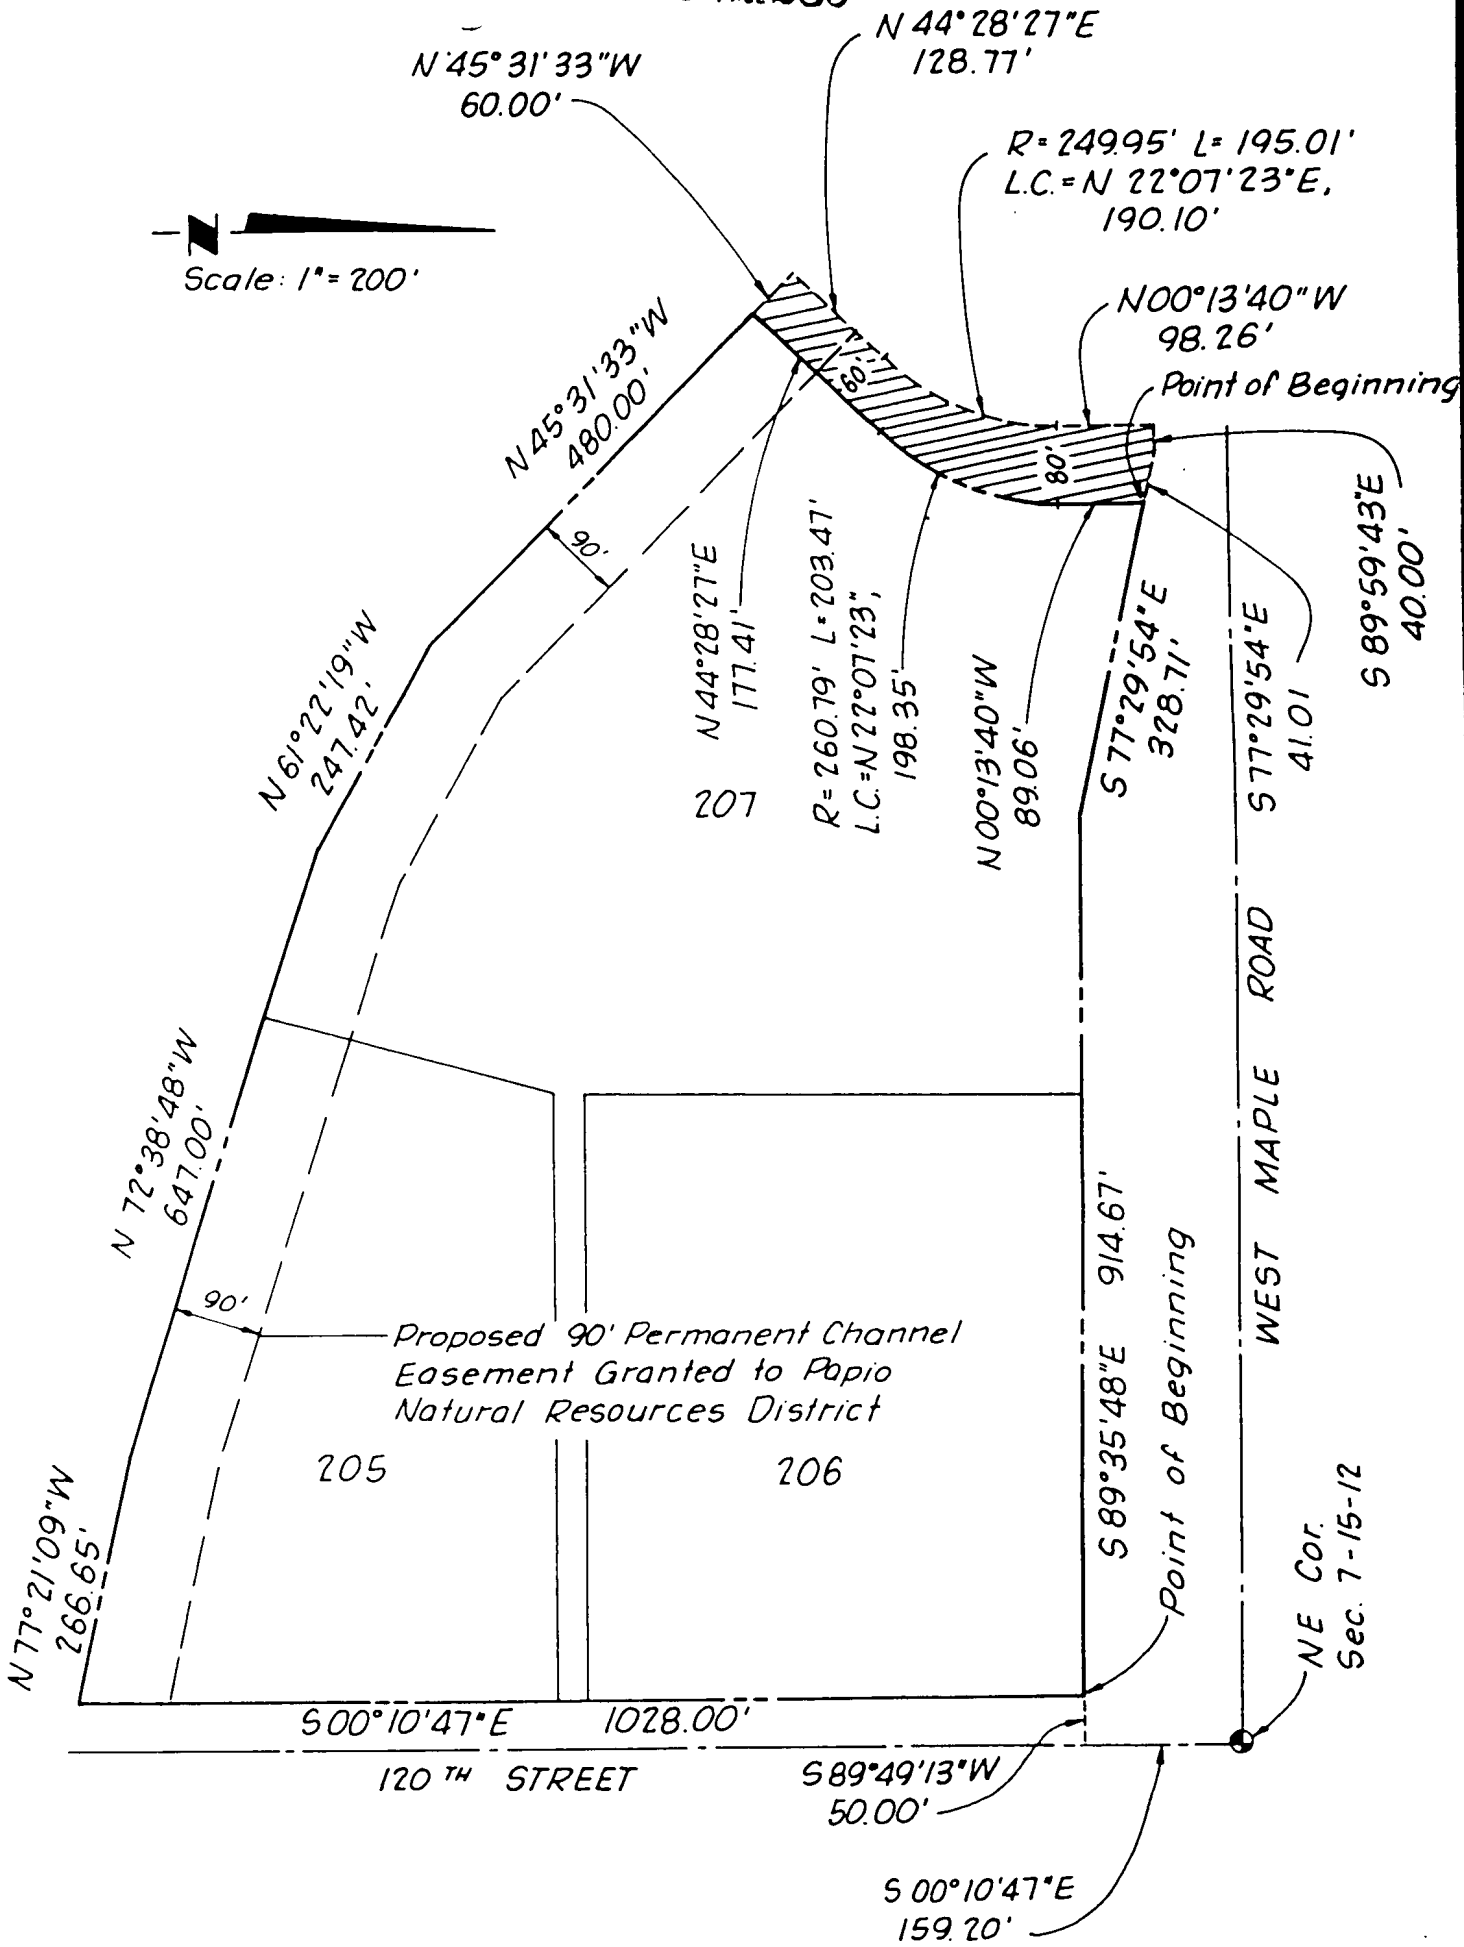 N 44°28'27"E
128.77'
N 45°31'33"W
60.00'
R=249.95' L=195.01'
L.C.=N 22°07'23"E,
190.10'
N
Scale: 1"=200'
N00°13'40"W
98.26'
Point of Beginning
N45°31'33"W
480.00'
60'
80'
S 89°59'43"E
40.00'
90'
N 44°28'27"E
177.41'
R=260.79' L=203.47'
L.C.=N22°07'23",
198.35'
N00°13'40"W
89.06'
S 77°29'54"E
328.71'
S77°29'54"E
41.01
N 61°22'19"W
247.42'
207
WEST MAPLE ROAD
N 72°38'48"W
647.00'
S 89°35'48"E 914.67'
Point of Beginning
90'
Proposed 90' Permanent Channel
Easement Granted to Papio
Natural Resources District
205
206
N 77°21'09"W
266.65'
NE Cor.
Sec. 7-15-12
S00°10'47"E 1028.00'
120TH STREET
S89°49'13"W
50.00'
S 00°10'47"E
159.20'